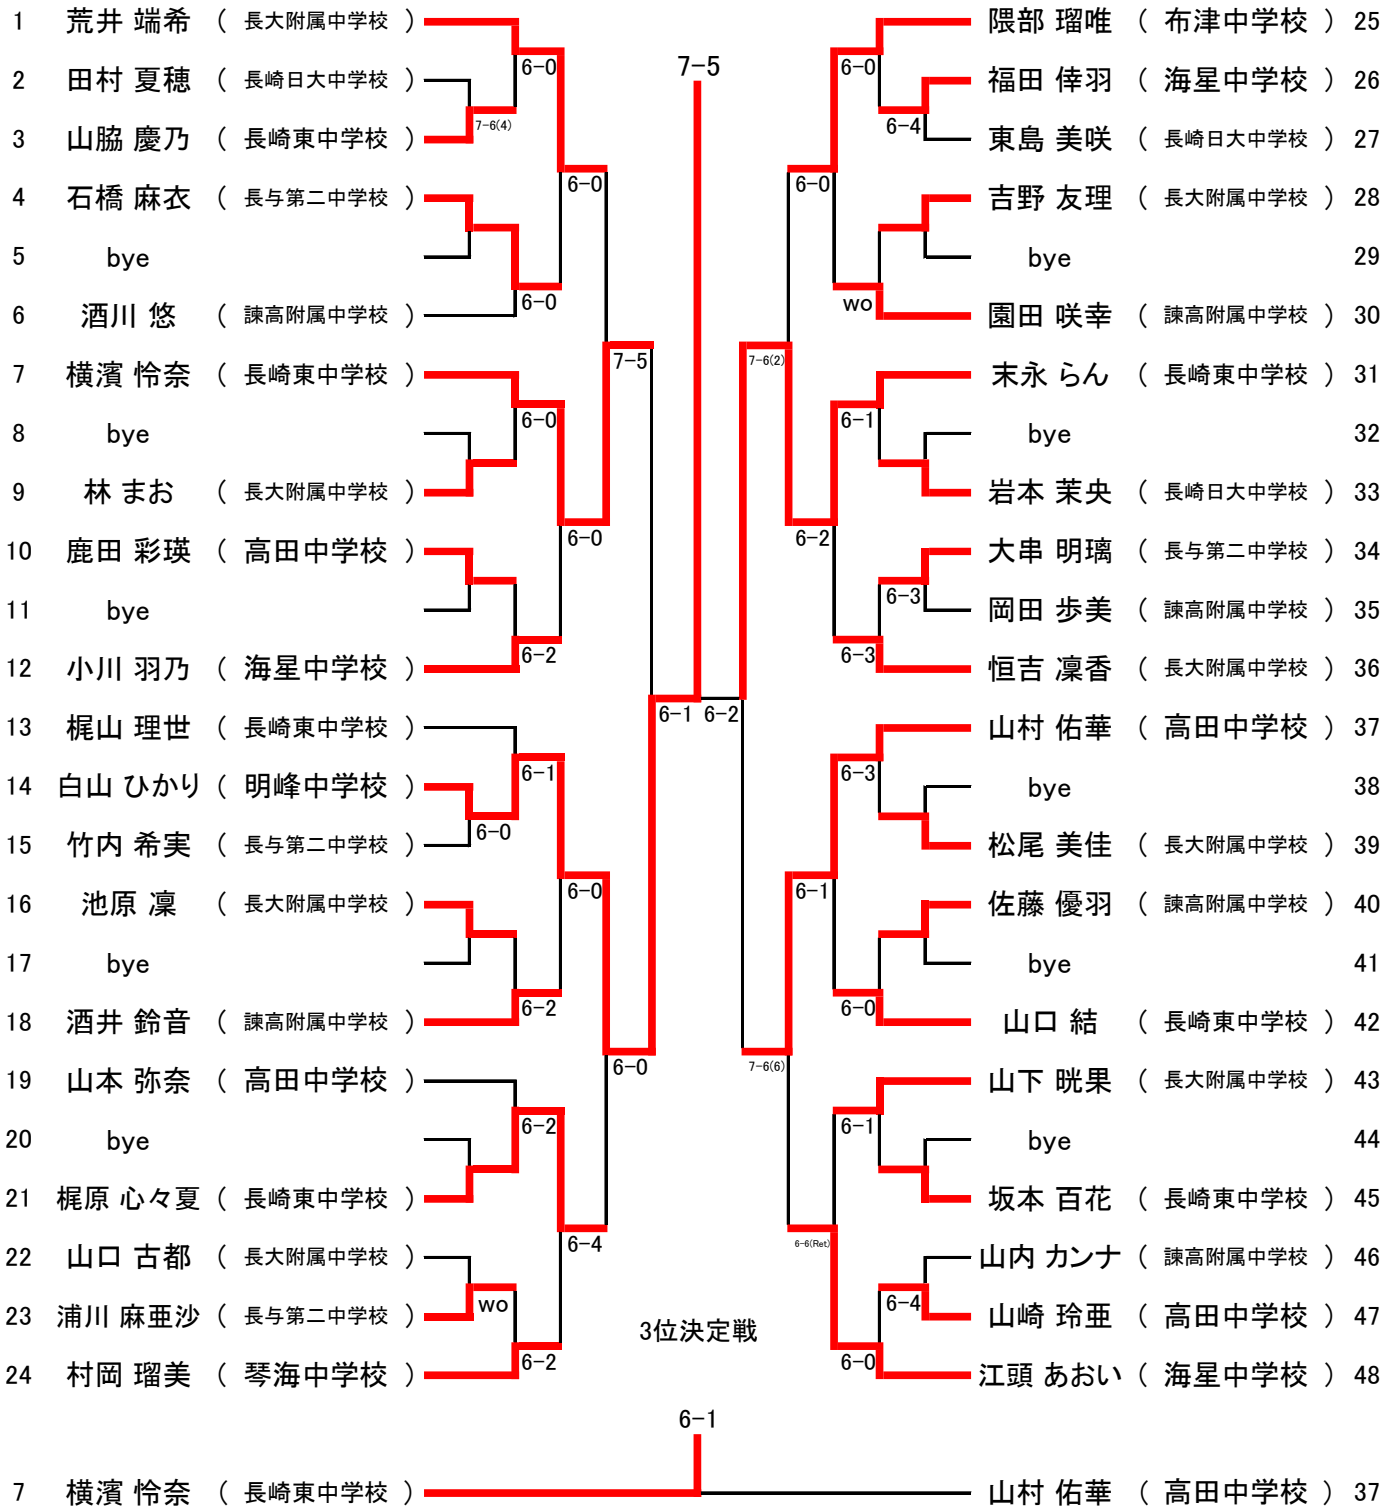 1 荒井 端希 ( 長大附属中学校 ) 隈部 瑠唯 ( 布津中学校 ) 25
6-0 7-5 6-0
2 田村 夏穂 ( 長崎日大中学校 ) 福田 倖羽 ( 海星中学校 ) 26
7-6(4) 6-4
3 山脇 慶乃 ( 長崎東中学校 ) 東島 美咲 ( 長崎日大中学校 ) 27
6-0 6-0
4 石橋 麻衣 ( 長与第二中学校 ) 吉野 友理 ( 長大附属中学校 ) 28
5 bye bye 29
6-0 wo
6 酒川 悠 ( 諫高附属中学校 ) 園田 咲幸 ( 諫高附属中学校 ) 30
7-5 7-6(2)
7 横濱 怜奈 ( 長崎東中学校 ) 末永 らん ( 長崎東中学校 ) 31
6-0 6-1
8 bye bye 32
9 林 まお ( 長大附属中学校 ) 岩本 茉央 ( 長崎日大中学校 ) 33
6-0 6-2
10 鹿田 彩瑛 ( 高田中学校 ) 大串 明璃 ( 長与第二中学校 ) 34
6-3
11 bye 岡田 歩美 ( 諫高附属中学校 ) 35
6-2 6-3
12 小川 羽乃 ( 海星中学校 ) 恒吉 凜香 ( 長大附属中学校 ) 36
6-1 6-2
13 梶山 理世 ( 長崎東中学校 ) 山村 佑華 ( 高田中学校 ) 37
6-1 6-3
14 白山 ひかり ( 明峰中学校 ) bye 38
6-0
15 竹内 希実 ( 長与第二中学校 ) 松尾 美佳 ( 長大附属中学校 ) 39
6-0 6-1
16 池原 凜 ( 長大附属中学校 ) 佐藤 優羽 ( 諫高附属中学校 ) 40
17 bye bye 41
6-2 6-0
18 酒井 鈴音 ( 諫高附属中学校 ) 山口 結 ( 長崎東中学校 ) 42
6-0 7-6(6)
19 山本 弥奈 ( 高田中学校 ) 山下 晄果 ( 長大附属中学校 ) 43
6-2 6-1
20 bye bye 44
21 梶原 心々夏 ( 長崎東中学校 ) 坂本 百花 ( 長崎東中学校 ) 45
6-4 6-6(Ret)
22 山口 古都 ( 長大附属中学校 ) 山内 カンナ ( 諫高附属中学校 ) 46
wo 6-4
23 浦川 麻亜沙 ( 長与第二中学校 ) 山崎 玲亜 ( 高田中学校 ) 47
3位決定戦
6-2 6-0
24 村岡 瑠美 ( 琴海中学校 ) 江頭 あおい ( 海星中学校 ) 48
6-1
7 横濱 怜奈 ( 長崎東中学校 ) 山村 佑華 ( 高田中学校 ) 37